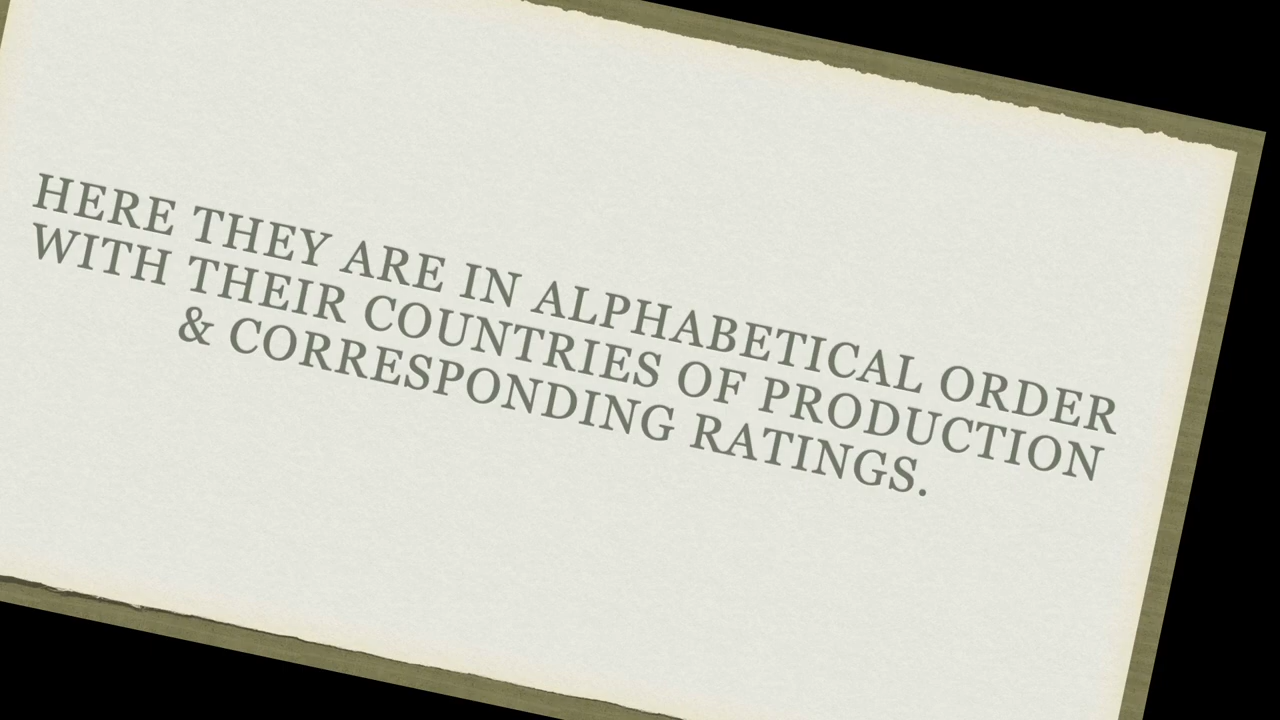 HERE THEY ARE IN ALPHABETICAL ORDER
WITH THEIR COUNTRIES OF PRODUCTION
& CORRESPONDING RATINGS.